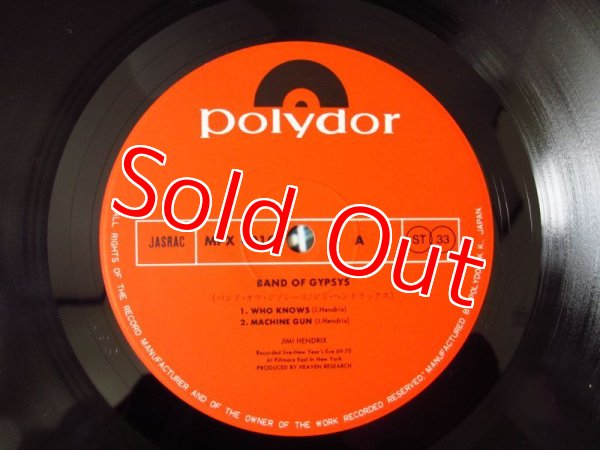 polydor
Sold Out
JASRAC
A
ST 33
BAND OF GYPSYS
[バンド・オブ・ジプシーズ/ジミ・ヘンドリックス]
1. WHO KNOWS (J.Hendrix)
2. MACHINE GUN (J.Hendrix)
JIMI HENDRIX
Recorded live New Year's Eve 69-70
At Fillmore East in New York
PRODUCED BY HEAVEN RESEARCH
ALL RIGHTS OF THE RECORD MANUFACTURER AND OF THE OWNER OF THE WORK RECORDED RESERVED. MANUFACTURED BY POLYDOR K.K., JAPAN.